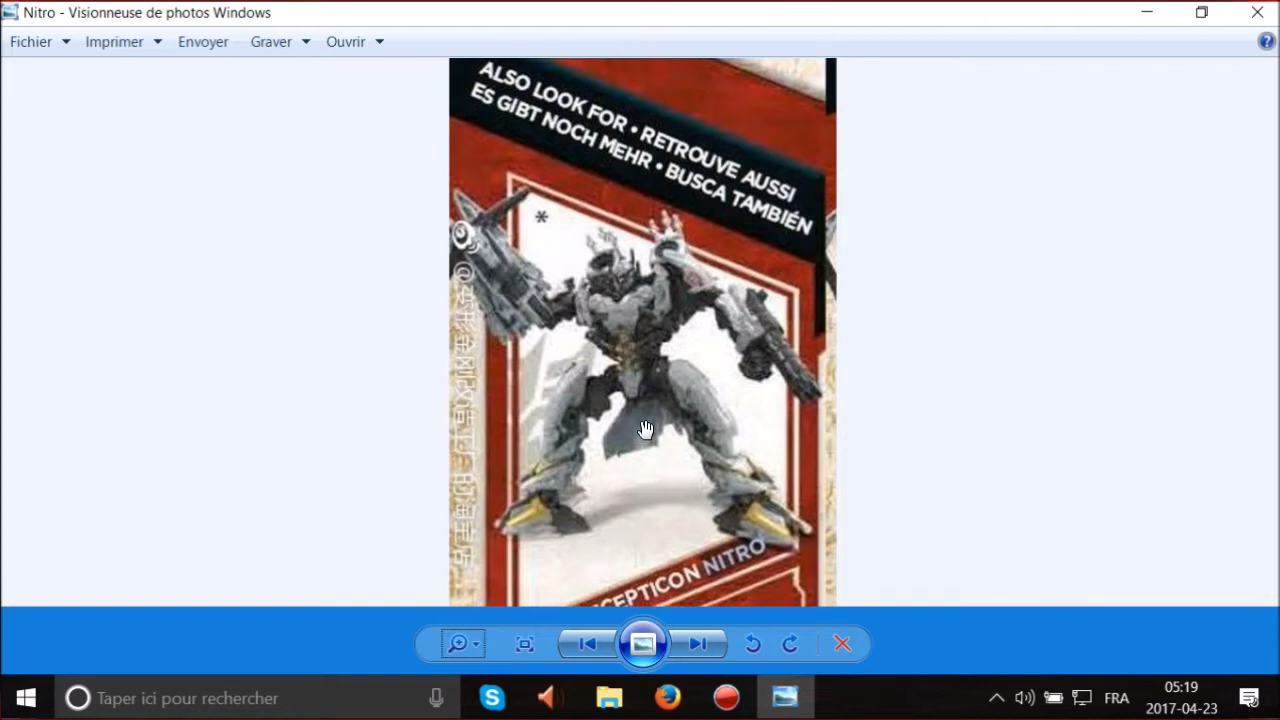 Nitro - Visionneuse de photos Windows
Fichier Imprimer Envoyer Graver Ouvrir
ALSO LOOK FOR • RETROUVE AUSSI
ES GIBT NOCH MEHR • BUSCA TAMBIÉN
*
CEPTICON NITRO
Taper ici pour rechercher
FRA
05:19
2017-04-23